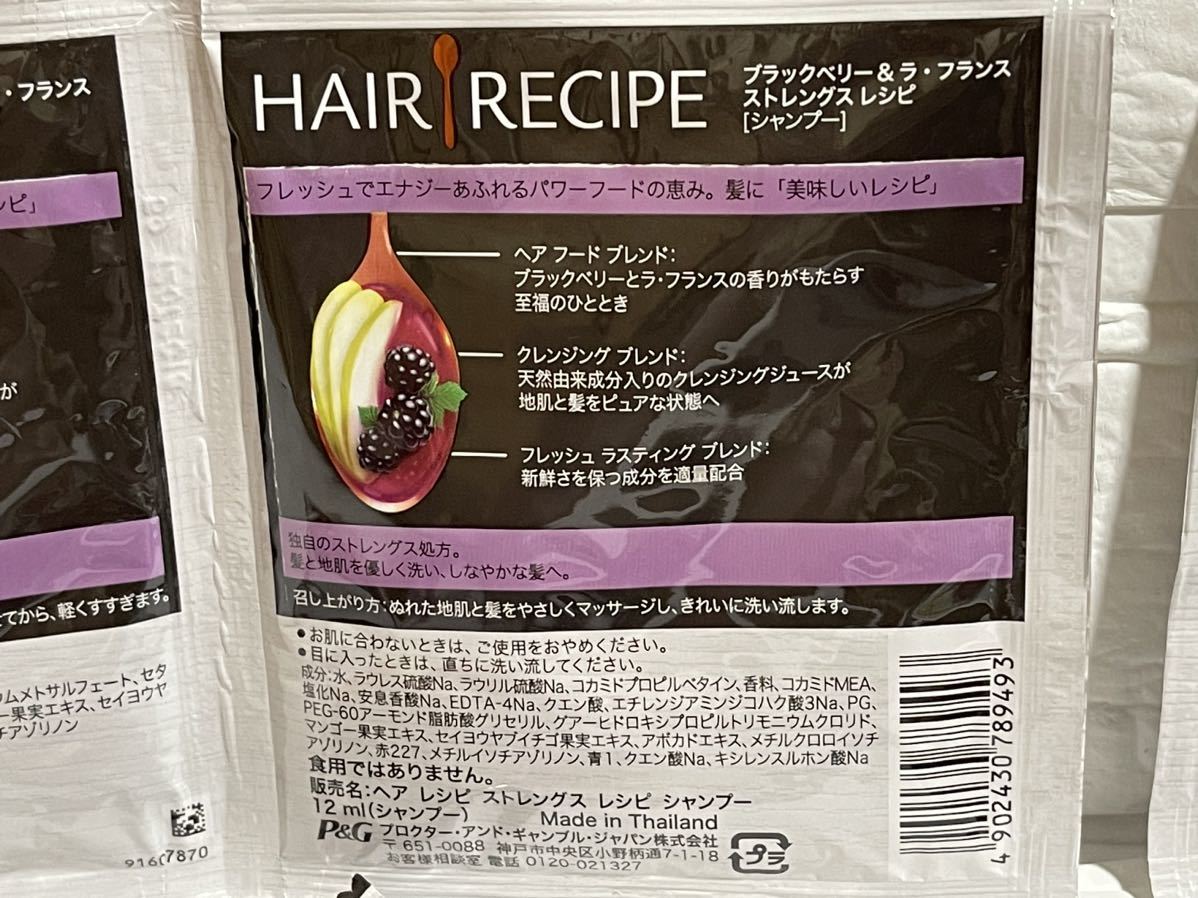 ・フランス
シピ」
が
てから、軽くすすぎます。
ウムメトサルフェート、セタ
ー果実エキス、セイヨウヤ
チアゾリノン
91607870
HAIR RECIPE
ブラックベリー＆ラ・フランス
ストレングス レシピ
[シャンプー]
フレッシュでエナジーあふれるパワーフードの恵み。髪に「美味しいレシピ」
ヘア フード ブレンド：
ブラックベリーとラ・フランスの香りがもたらす
至福のひととき
クレンジング ブレンド：
天然由来成分入りのクレンジングジュースが
地肌と髪をピュアな状態へ
フレッシュ ラスティング ブレンド：
新鮮さを保つ成分を適量配合
独自のストレングス処方。
髪と地肌を優しく洗い、しなやかな髪へ。
召し上がり方：ぬれた地肌と髪をやさしくマッサージし、きれいに洗い流します。
●お肌に合わないときは、ご使用をおやめください。
●目に入ったときは、直ちに洗い流してください。
成分：水、ラウレス硫酸Na、ラウリル硫酸Na、コカミドプロピルベタイン、香料、コカミドMEA、
塩化Na、安息香酸Na、EDTA-4Na、クエン酸、エチレンジアミンジコハク酸3Na、PG、
PEG-60アーモンド脂肪酸グリセリル、グアーヒドロキシプロピルトリモニウムクロリド、
マンゴー果実エキス、セイヨウヤブイチゴ果実エキス、アボカドエキス、メチルクロロイソチ
アゾリノン、赤227、メチルイソチアゾリノン、青1、クエン酸Na、キシレンスルホン酸Na
食用ではありません。
販売名：ヘア レシピ ストレングス レシピ シャンプー
12 ml（シャンプー） Made in Thailand
P&G プロクター・アンド・ギャンブル・ジャパン株式会社
〒651-0088 神戸市中央区小野柄通7-1-18
お客様相談室 電話 0120-021327
プラ
4 902430 789493